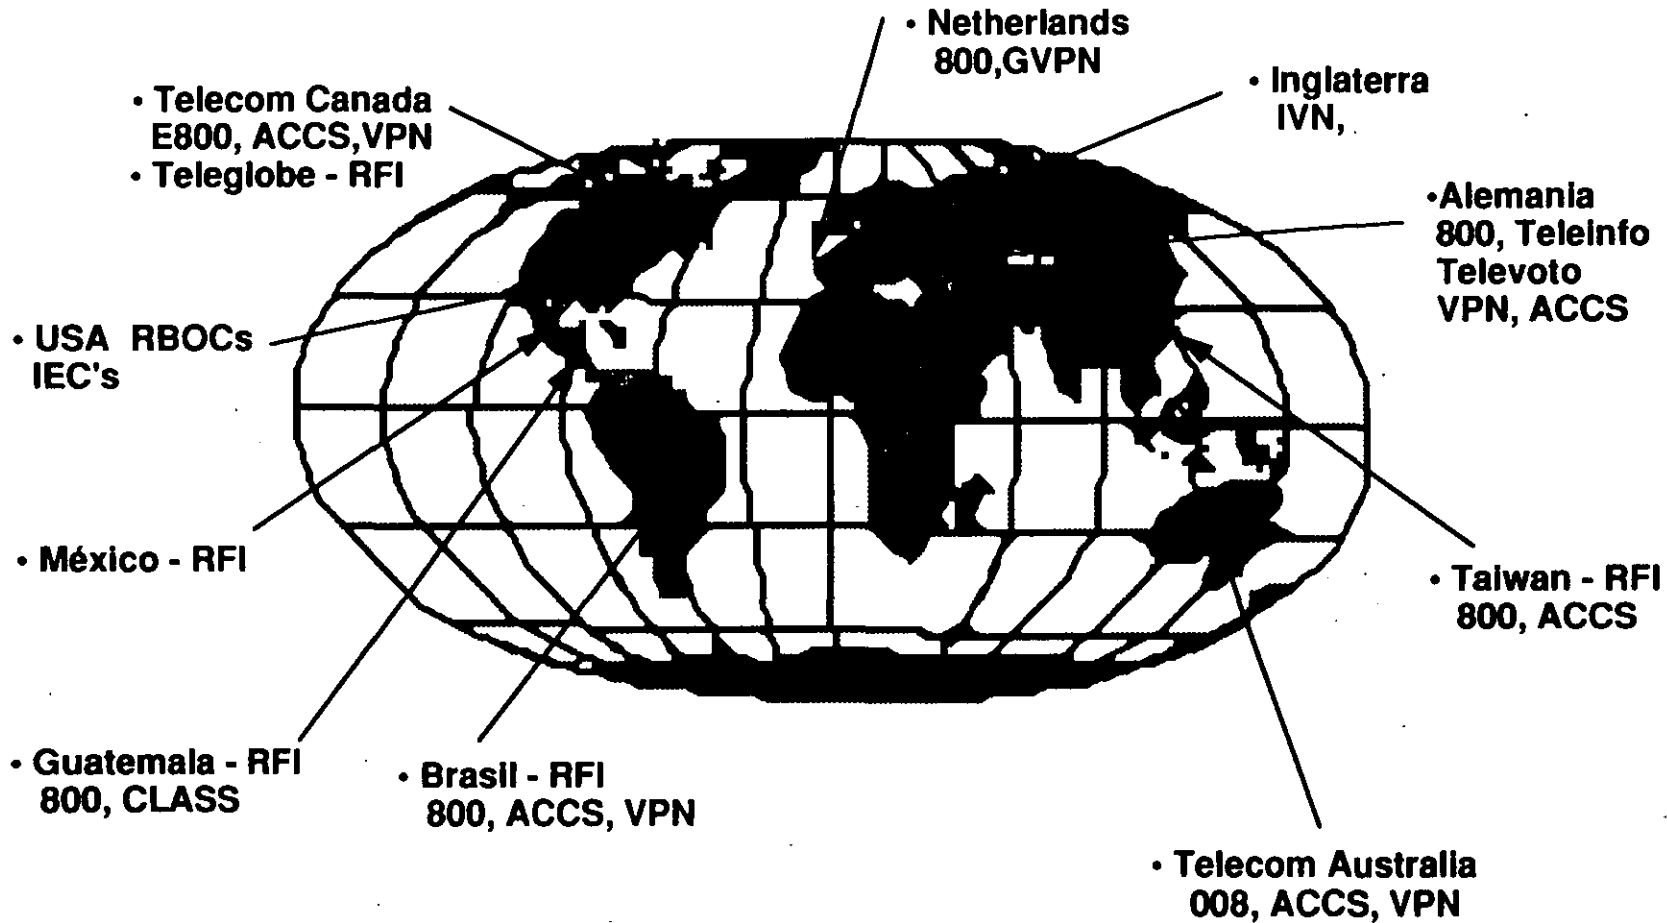 • Netherlands
800,GVPN
• Telecom Canada
E800, ACCS,VPN
• Teleglobe - RFI
• Inglaterra
IVN,
•Alemania
800, Teleinfo
Televoto
VPN, ACCS
• USA RBOCs
IEC's
• México - RFI
• Taiwan - RFI
800, ACCS
• Guatemala - RFI
800, CLASS
• Brasil - RFI
800, ACCS, VPN
• Telecom Australia
008, ACCS, VPN